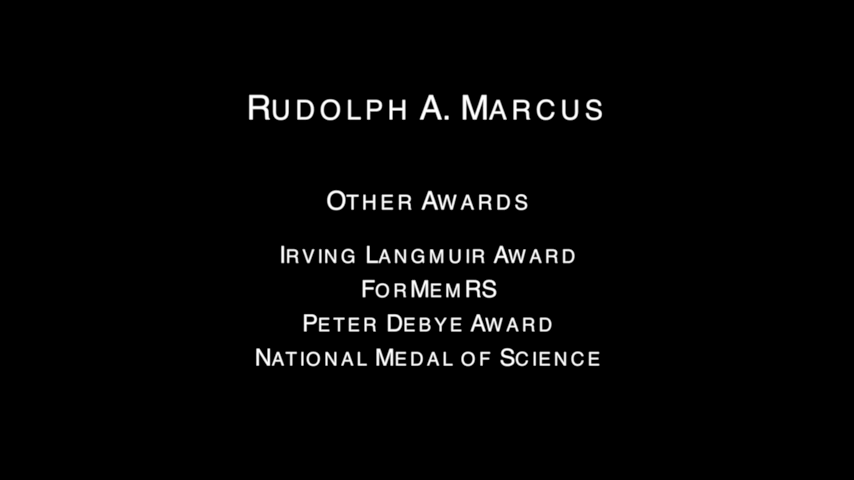 RUDOLPH A. MARCUS
OTHER AWARDS
IRVING LANGMUIR AWARD
FORMEMRS
PETER DEBYE AWARD
NATIONAL MEDAL OF SCIENCE